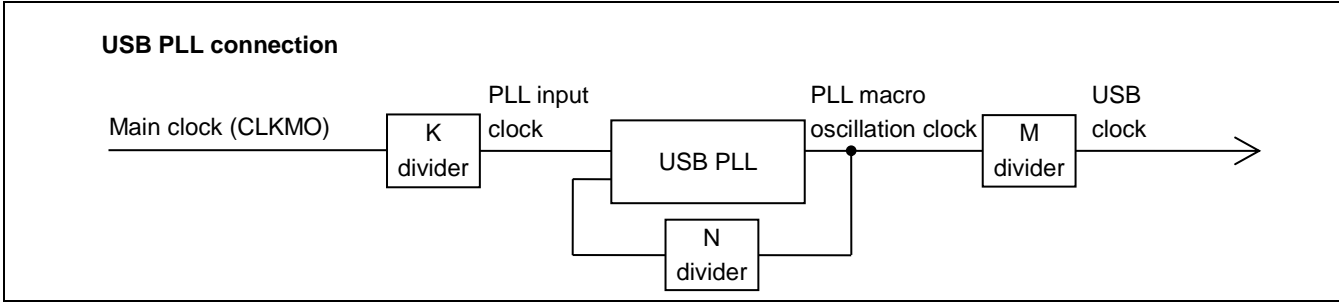 USB PLL connection
Main clock (CLKMO)
K
divider
PLL input
clock
USB PLL
PLL macro
oscillation clock
M
divider
USB
clock
N
divider